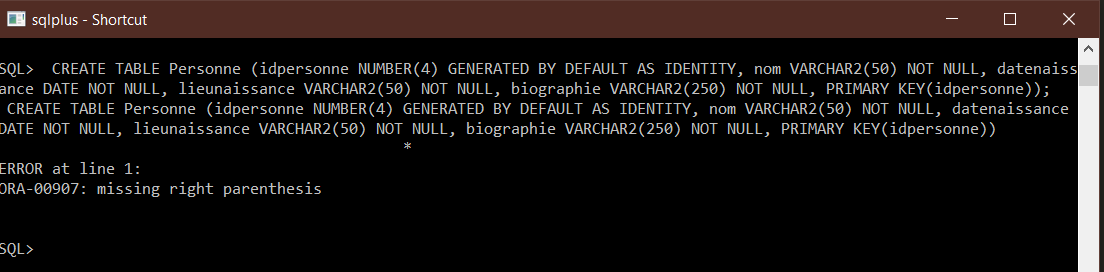 sqlplus - Shortcut
SQL>  CREATE TABLE Personne (idpersonne NUMBER(4) GENERATED BY DEFAULT AS IDENTITY, nom VARCHAR2(50) NOT NULL, datenaiss
ance DATE NOT NULL, lieunaissance VARCHAR2(50) NOT NULL, biographie VARCHAR2(250) NOT NULL, PRIMARY KEY(idpersonne));
 CREATE TABLE Personne (idpersonne NUMBER(4) GENERATED BY DEFAULT AS IDENTITY, nom VARCHAR2(50) NOT NULL, datenaissance
DATE NOT NULL, lieunaissance VARCHAR2(50) NOT NULL, biographie VARCHAR2(250) NOT NULL, PRIMARY KEY(idpersonne))
*
ERROR at line 1:
ORA-00907: missing right parenthesis
SQL>